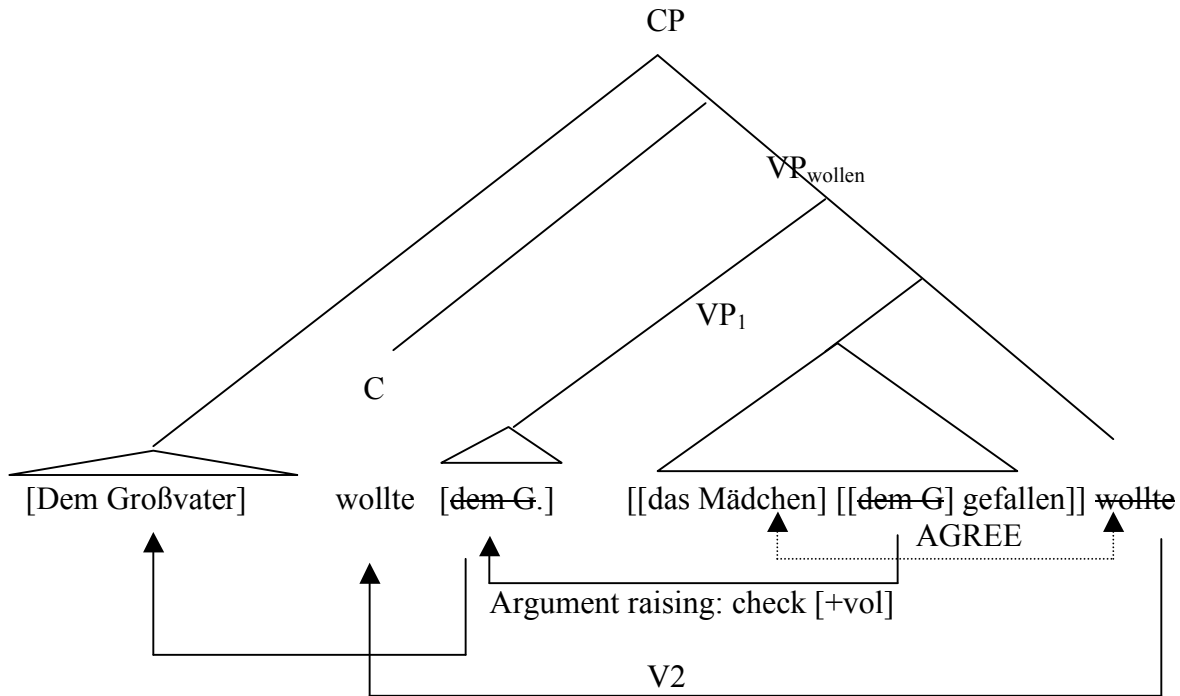 CP
VPwollen
VP1
C
[Dem Großvater] wollte [dem G.] [[das Mädchen] [[dem G] gefallen]] wollte
AGREE
Argument raising: check [+vol]
V2